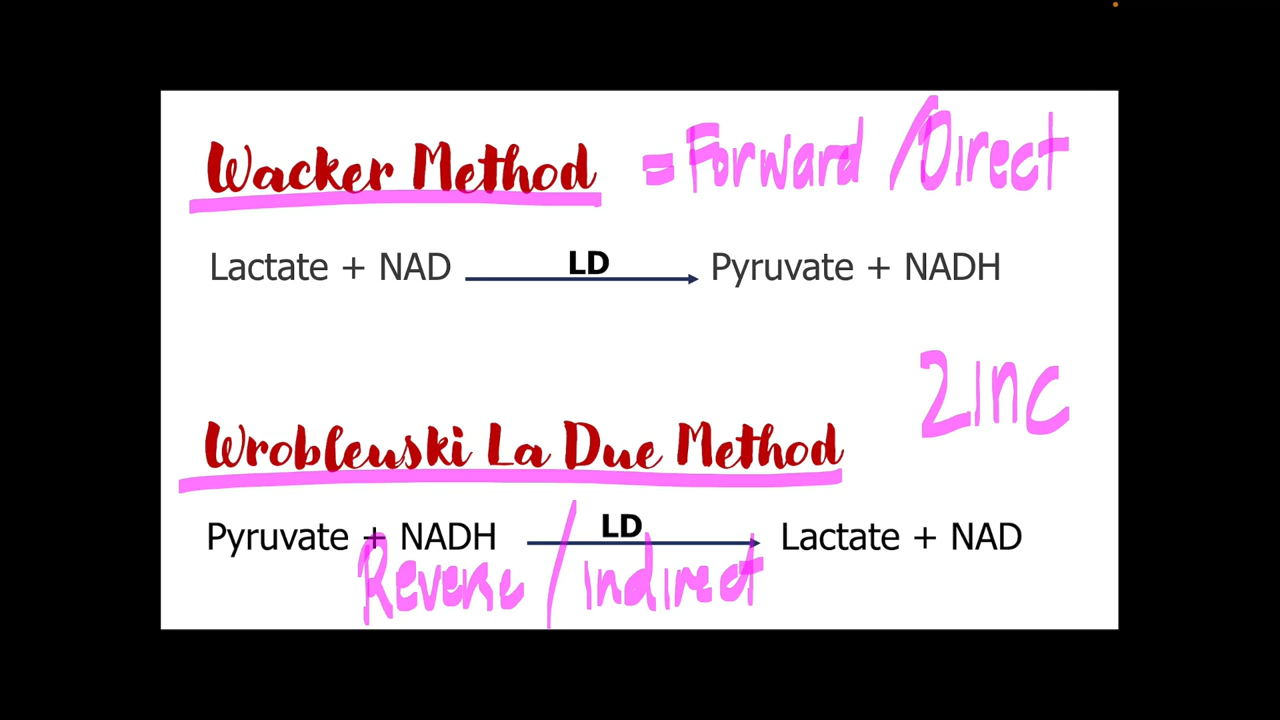 Wacker Method = Forward / Direct
Lactate + NAD LD Pyruvate + NADH
Zinc
Wrobleuski La Due Method
Pyruvate + NADH LD Lactate + NAD
Reverse / indirect